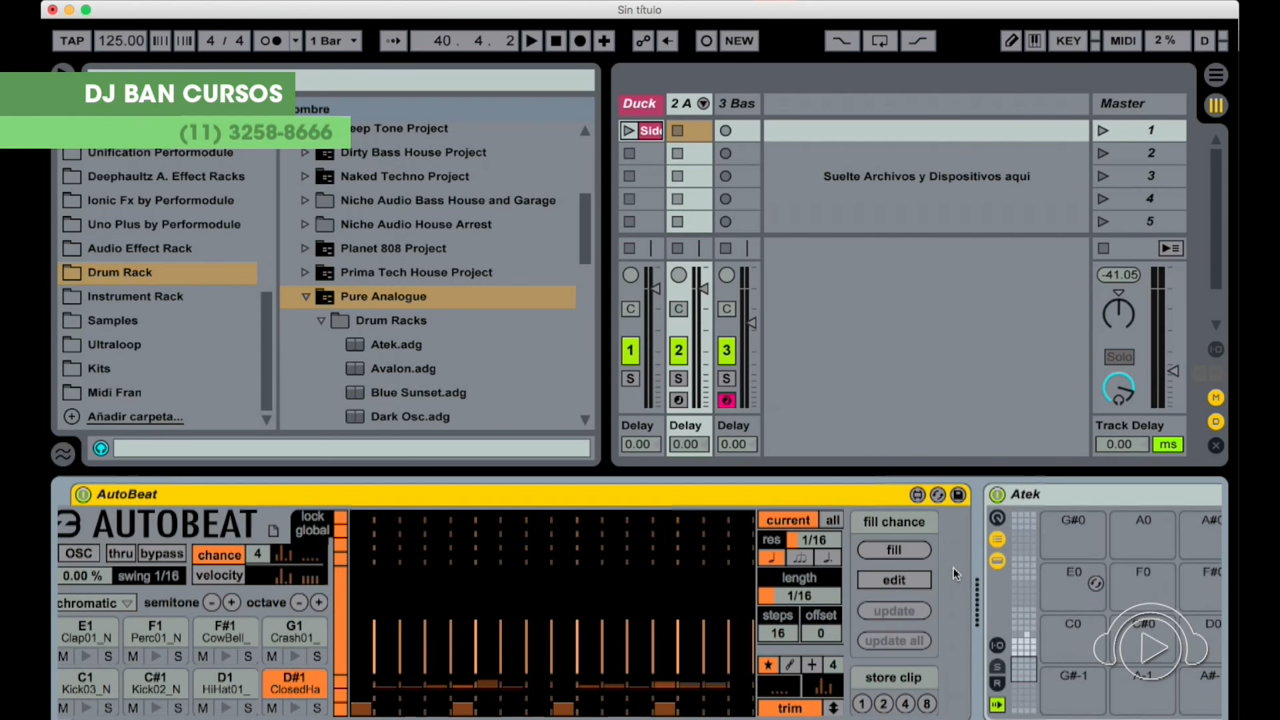 Sin título
TAP 125.00 4 / 4 1 Bar 40 . 4 . 2 NEW KEY MIDI 2 % D
DJ BAN CURSOS
(11) 3258-8666
Unification Performodule
Deephaultz A. Effect Racks
Ionic Fx by Performodule
Uno Plus by Performodule
Audio Effect Rack
Drum Rack
Instrument Rack
Samples
Ultraloop
Kits
Midi Fran
Añadir carpeta...
ombre
eep Tone Project
Dirty Bass House Project
Naked Techno Project
Niche Audio Bass House and Garage
Niche Audio House Arrest
Planet 808 Project
Prima Tech House Project
Pure Analogue
Drum Racks
Atek.adg
Avalon.adg
Blue Sunset.adg
Dark Osc.adg
Duck 2 A 3 Bas Master
Side 1
2
Suelte Archivos y Dispositivos aquí 3
4
5
-41.05
C C C
1 2 3
Solo
S S S
Delay Delay Delay Track Delay
0.00 0.00 0.00 0.00 ms
M
D
X
AutoBeat
AUTOBEAT
lock
global
OSC thru bypass chance 4
0.00 % swing 1/16 velocity
chromatic semitone - + octave - +
E1 F1 F#1 G1
Clap01_N Perc01_N CowBell_ Crash01_
M S M S M S M S
C1 C#1 D1 D#1
Kick03_N Kick02_N HiHat01_ ClosedHa
M S M S M S M S
current all
res 1/16
length
1/16
steps offset
16 0
4
trim
fill chance
fill
edit
update
update all
store clip
1 2 4 8
Atek
G#0 A0 A#0
E0 F0 F#
C0 C#0 D0
G#-1 A-1 A#-
S
R